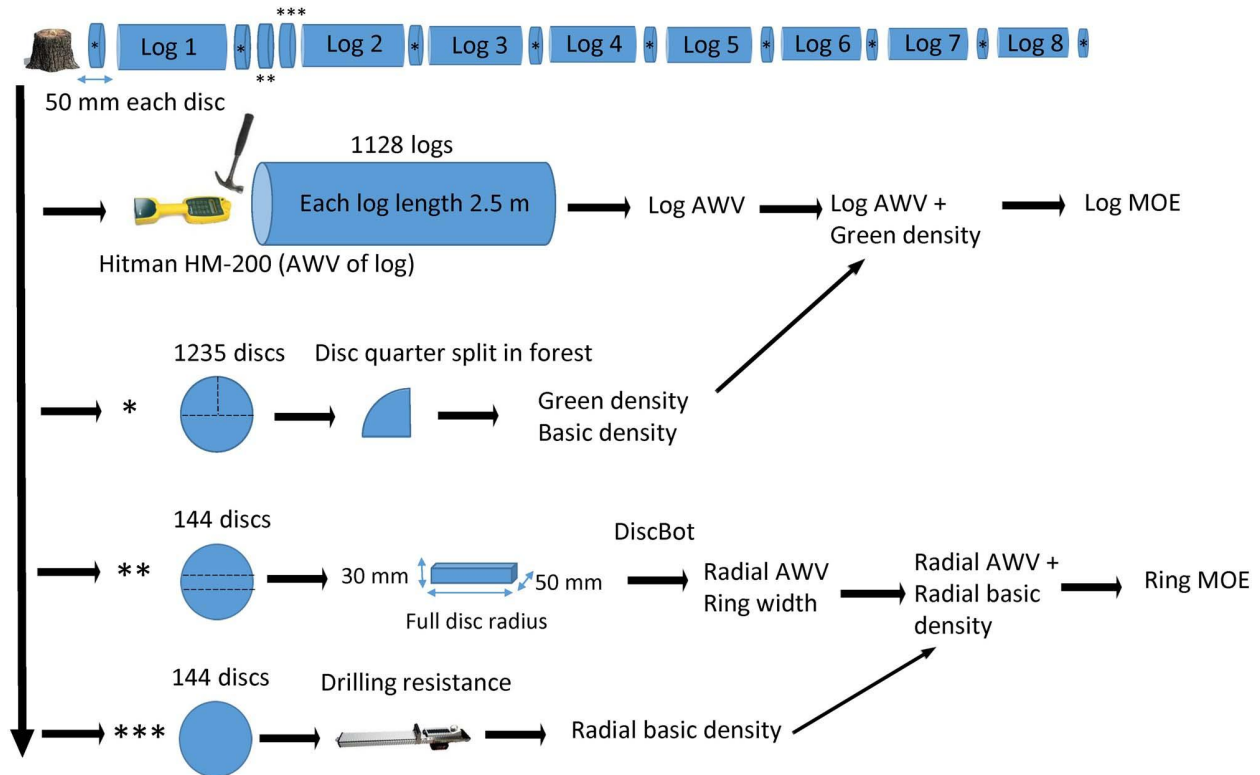 ***
* Log 1 * Log 2 * Log 3 * Log 4 * Log 5 * Log 6 * Log 7 * Log 8 *
**
50 mm each disc
1128 logs
Each log length 2.5 m
Hitman HM-200 (AWV of log)
Log AWV
Log AWV +
Green density
Log MOE
1235 discs
Disc quarter split in forest
*
Green density
Basic density
144 discs
**
30 mm
50 mm
Full disc radius
DiscBot
Radial AWV
Ring width
Radial AWV +
Radial basic
density
Ring MOE
144 discs
Drilling resistance
***
Radial basic density